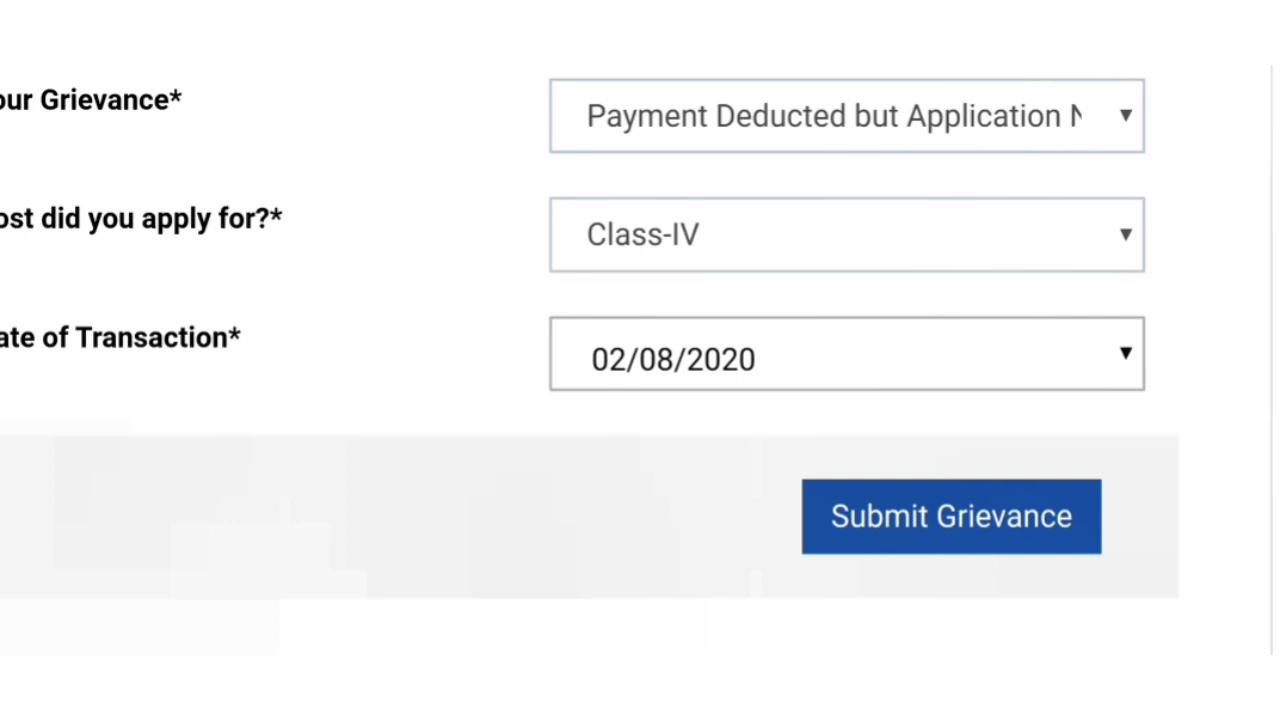 our Grievance*
Payment Deducted but Application
ost did you apply for?*
Class-IV
ate of Transaction*
02/08/2020
Submit Grievance